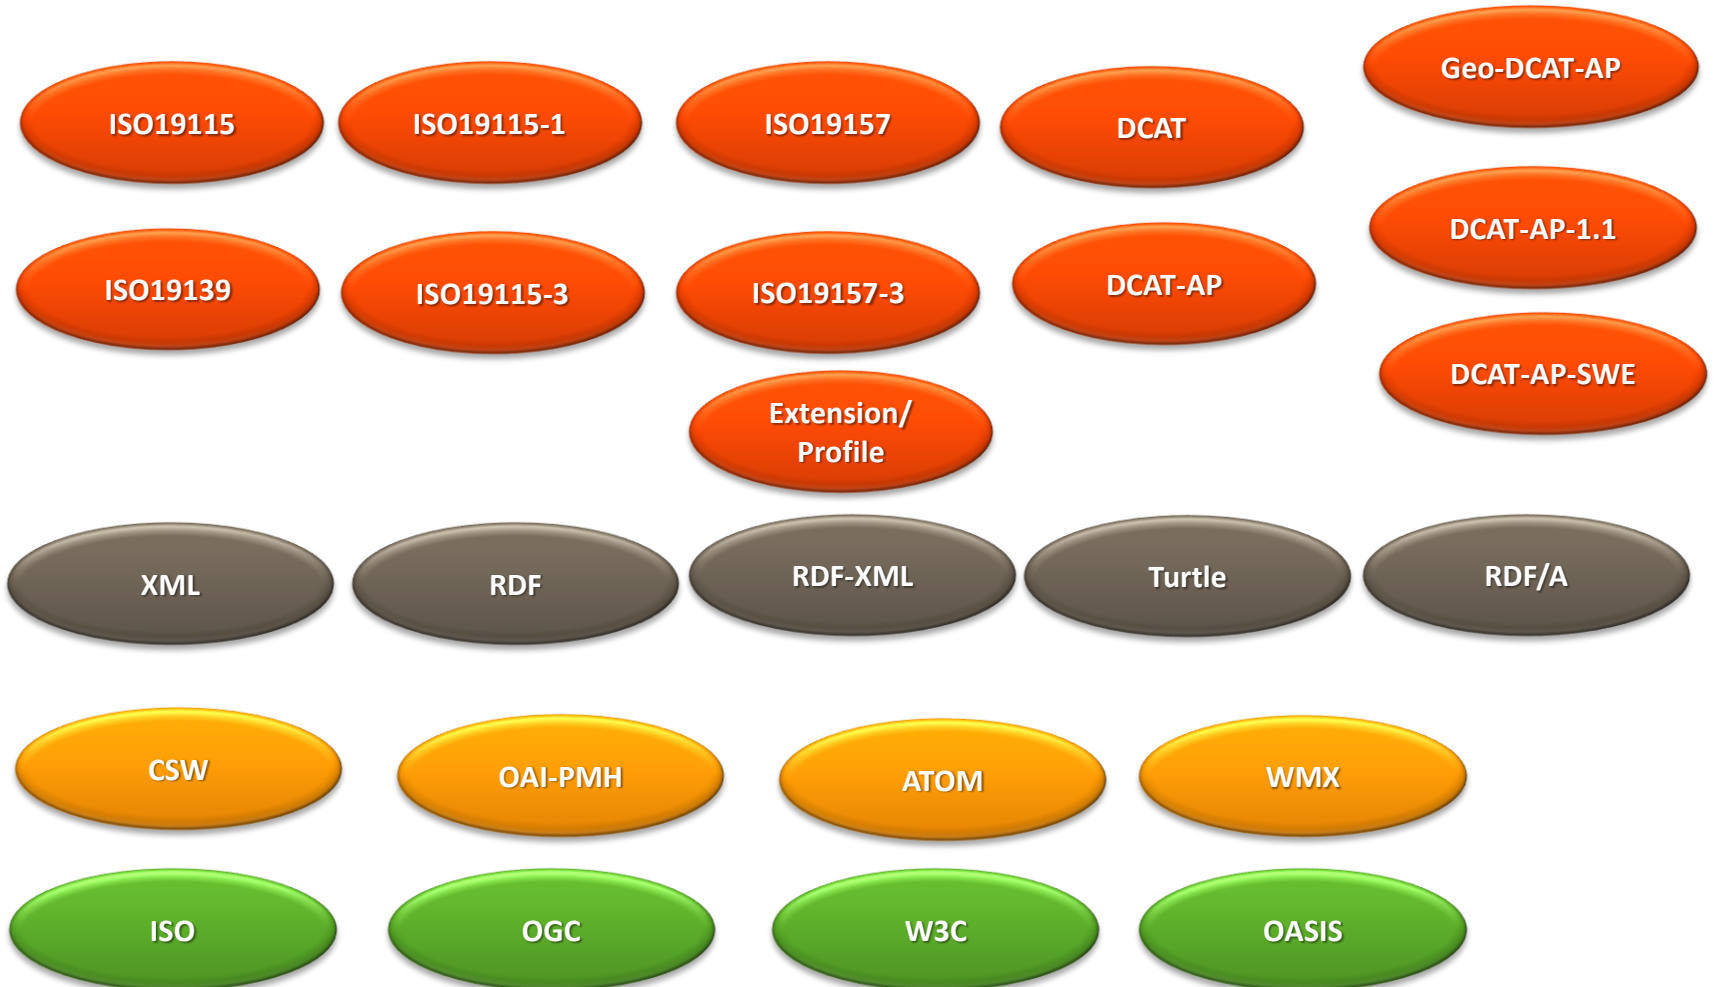 Geo-DCAT-AP
ISO19115
ISO19115-1
ISO19157
DCAT
DCAT-AP-1.1
ISO19139
ISO19115-3
ISO19157-3
DCAT-AP
DCAT-AP-SWE
Extension/
Profile
XML
RDF
RDF-XML
Turtle
RDF/A
CSW
OAI-PMH
ATOM
WMX
ISO
OGC
W3C
OASIS